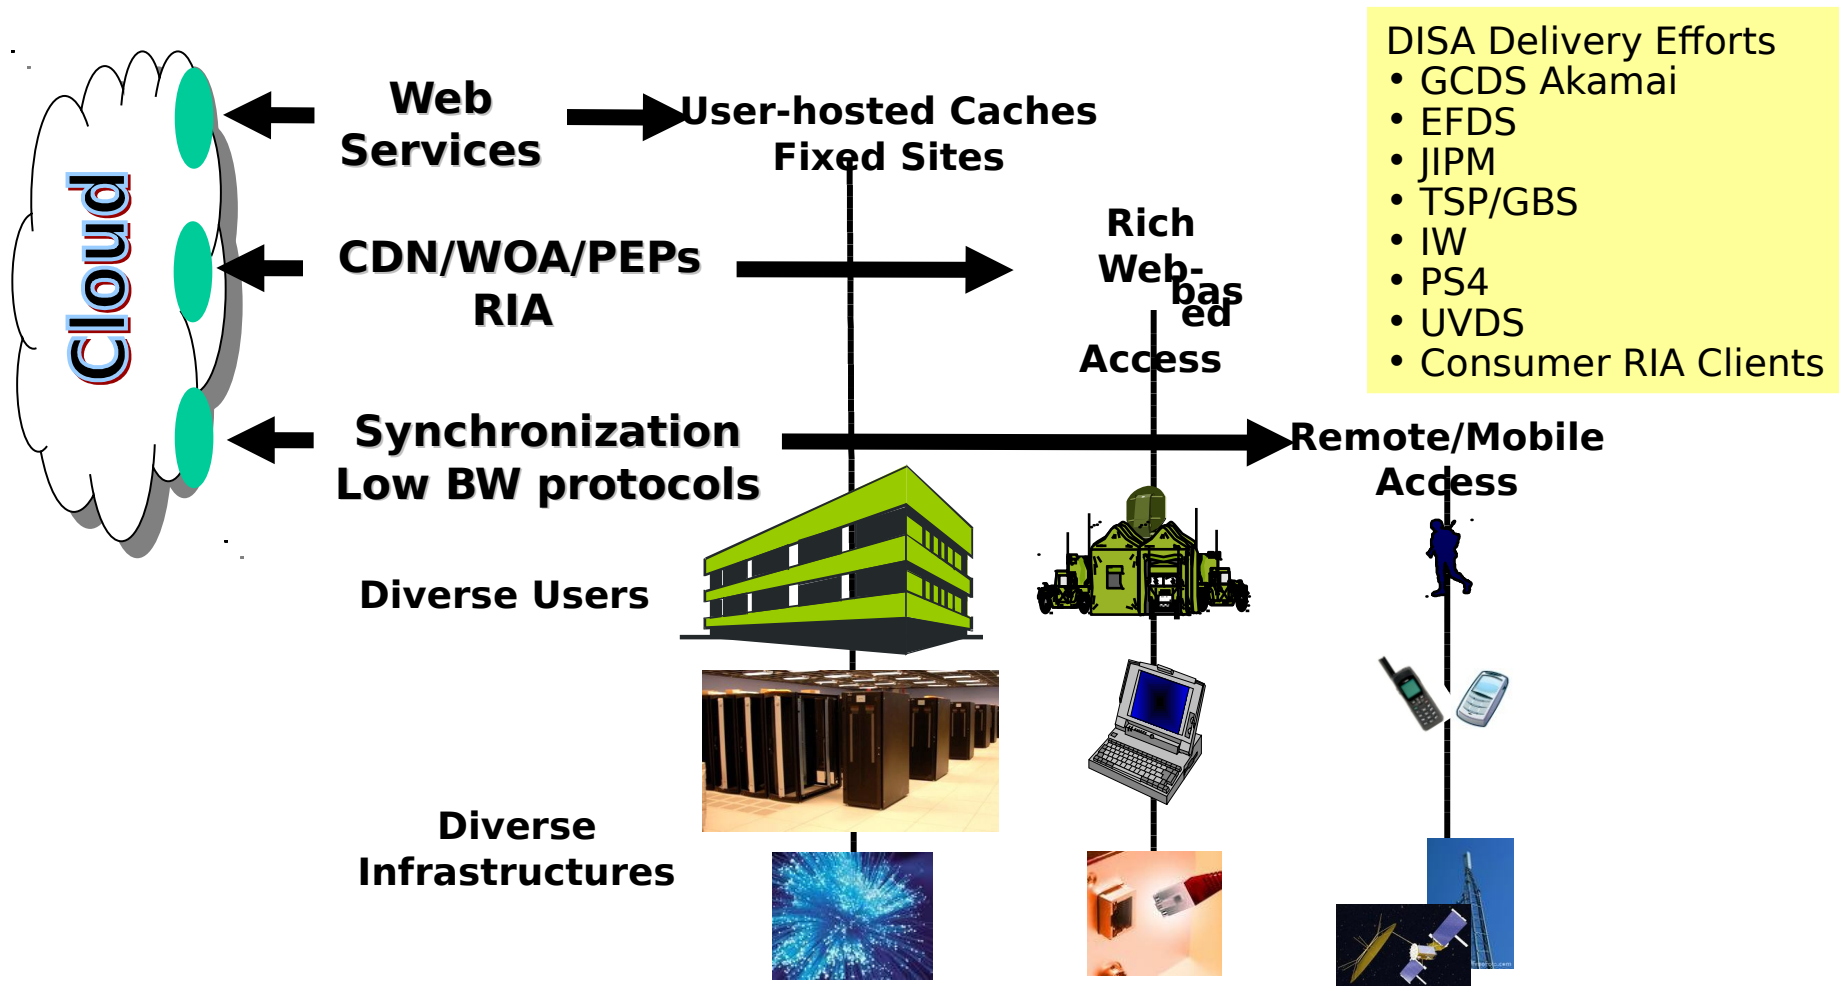 Cloud
Web
Services
User-hosted Caches
Fixed Sites
CDN/WOA/PEPs
RIA
Rich
Web-
bas
ed
Access
Synchronization
Low BW protocols
Remote/Mobile
Access
DISA Delivery Efforts
• GCDS Akamai
• EFDS
• JIPM
• TSP/GBS
• IW
• PS4
• UVDS
• Consumer RIA Clients
Diverse Users
Diverse
Infrastructures